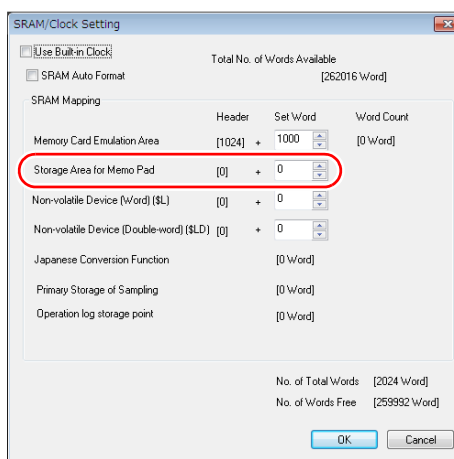 SRAM/Clock Setting
Use Built-in Clock
Total No. of Words Available
SRAM Auto Format [262016 Word]
SRAM Mapping
Header Set Word Word Count
Memory Card Emulation Area [1024] + 1000 [0 Word]
Storage Area for Memo Pad [0] + 0
Non-volatile Device (Word) ($L) [0] + 0
Non-volatile Device (Double-word) ($LD) [0] + 0
Japanese Conversion Function [0 Word]
Primary Storage of Sampling [0 Word]
Operation log storage point [0 Word]
No. of Total Words [2024 Word]
No. of Words Free [259992 Word]
OK Cancel